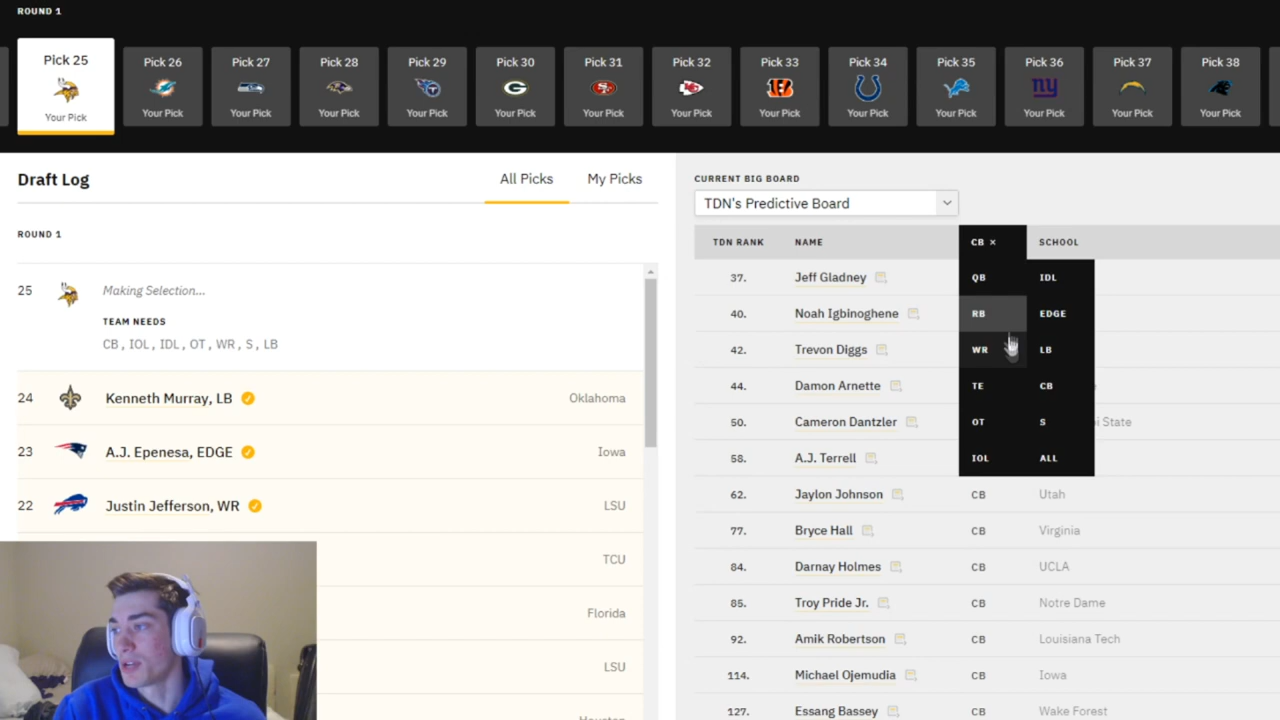 ROUND 1
Pick 25 Pick 26 Pick 27 Pick 28 Pick 29 Pick 30 Pick 31 Pick 32 Pick 33 Pick 34 Pick 35 Pick 36 Pick 37 Pick 38
Your Pick Your Pick Your Pick Your Pick Your Pick Your Pick Your Pick Your Pick Your Pick Your Pick Your Pick Your Pick Your Pick Your Pick
Draft Log All Picks My Picks
ROUND 1
25 Making Selection...
TEAM NEEDS
CB, IOL, IDL, OT, WR, S, LB
24 Kenneth Murray, LB Oklahoma
23 A.J. Epenesa, EDGE Iowa
22 Justin Jefferson, WR LSU
TCU
Florida
LSU
CURRENT BIG BOARD
TDN's Predictive Board
TDN RANK NAME CB × SCHOOL
37. Jeff Gladney QB IDL
40. Noah Igbinoghene RB EDGE
42. Trevon Diggs WR LB
44. Damon Arnette TE CB
50. Cameron Dantzler OT S i State
58. A.J. Terrell IOL ALL
62. Jaylon Johnson CB Utah
77. Bryce Hall CB Virginia
84. Darnay Holmes CB UCLA
85. Troy Pride Jr. CB Notre Dame
92. Amik Robertson CB Louisiana Tech
114. Michael Ojemudia CB Iowa
127. Essang Bassey CB Wake Forest